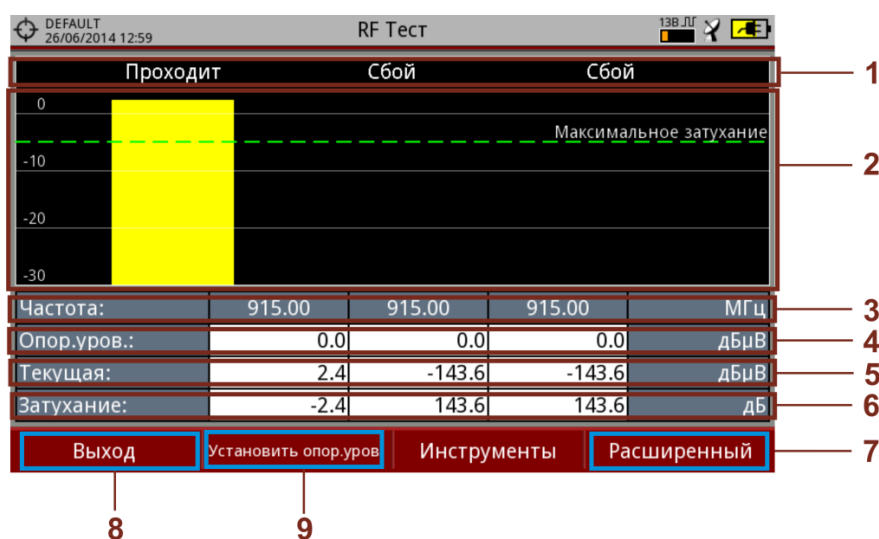 DEFAULT
26/06/2014 12:59
RF Тест
13В
Проходит Сбой Сбой 1
0
Максимальное затухание
-10
2
-20
-30
Частота: 915.00 915.00 915.00 МГц 3
Опор.уров.: 0.0 0.0 0.0 дБµВ 4
Текущая: 2.4 -143.6 -143.6 дБµВ 5
Затухание: -2.4 143.6 143.6 дБ 6
Выход Установить опор.уров Инструменты Расширенный 7
8 9